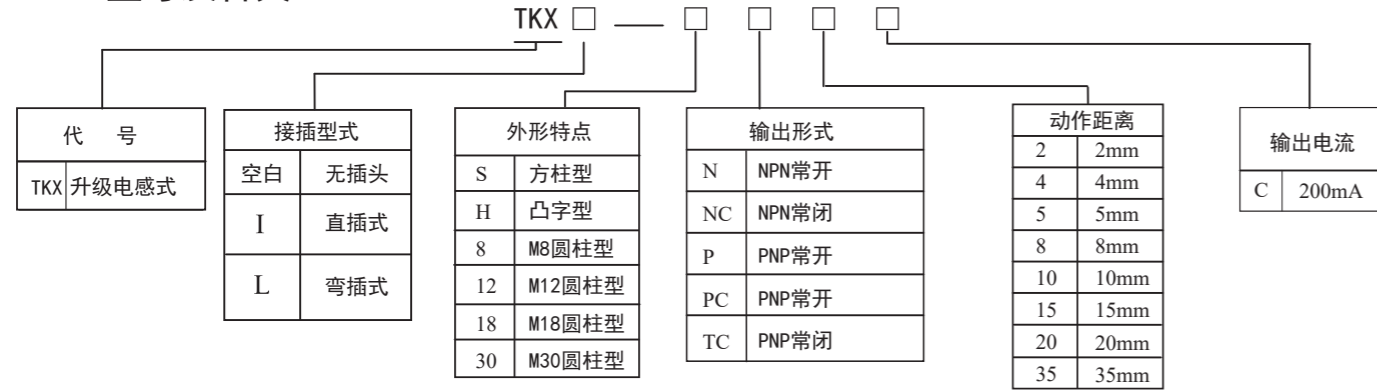 TKX □ — □ □ □ □
代 号
TKX 升级电感式
接插型式
空白 无插头
I 直插式
L 弯插式
外形特点
S 方柱型
H 凸字型
8 M8圆柱型
12 M12圆柱型
18 M18圆柱型
30 M30圆柱型
输出形式
N NPN常开
NC NPN常闭
P PNP常开
PC PNP常开
TC PNP常闭
动作距离
2 2mm
4 4mm
5 5mm
8 8mm
10 10mm
15 15mm
20 20mm
35 35mm
输出电流
C 200mA